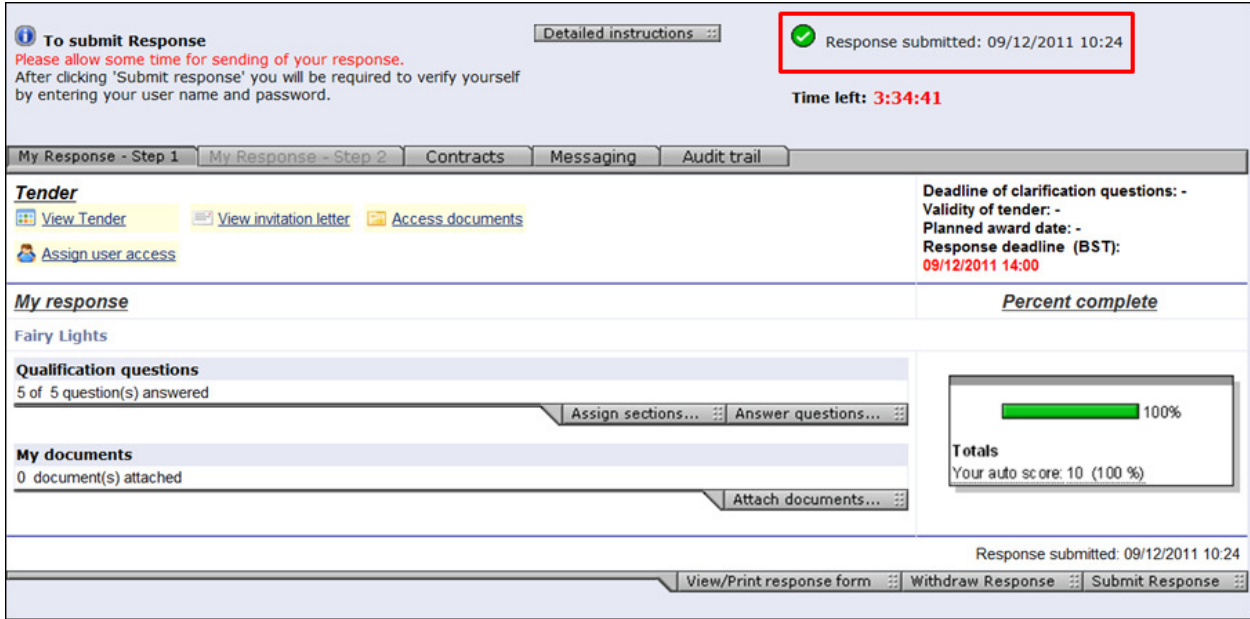 To submit Response
Please allow some time for sending of your response.
After clicking 'Submit response' you will be required to verify yourself
by entering your user name and password.
Detailed instructions
Response submitted: 09/12/2011 10:24
Time left: 3:34:41
My Response - Step 1 My Response - Step 2 Contracts Messaging Audit trail
Tender
View Tender View invitation letter Access documents
Assign user access
Deadline of clarification questions: -
Validity of tender: -
Planned award date: -
Response deadline (BST):
09/12/2011 14:00
My response
Percent complete
Fairy Lights
Qualification questions
5 of 5 question(s) answered
Assign sections... Answer questions...
My documents
0 document(s) attached
Attach documents...
100%
Totals
Your auto score: 10 (100 %)
Response submitted: 09/12/2011 10:24
View/Print response form Withdraw Response Submit Response